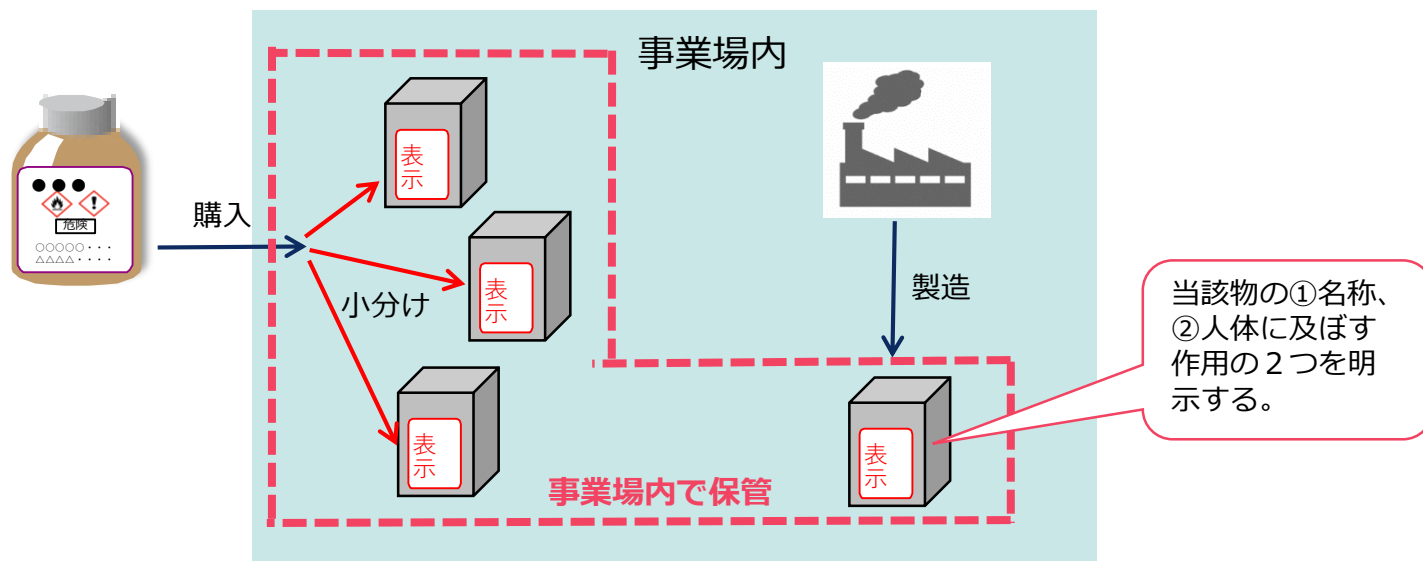 事業場内
購入
●●●
危険
○○○○○・・・
△△△△・・・・
表
示
表
示
小分け
表
示
製造
表
示
事業場内で保管
当該物の①名称、
②人体に及ぼす
作用の２つを明
示する。